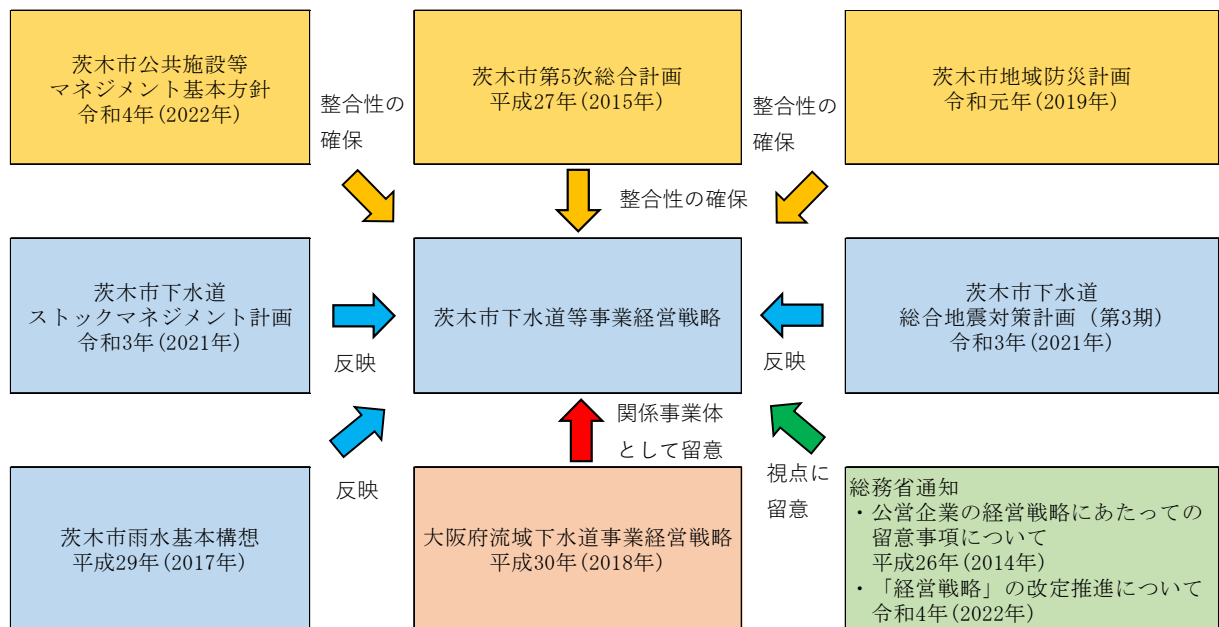 茨木市公共施設等
マネジメント基本方針
令和4年(2022年)
整合性の
確保
茨木市第5次総合計画
平成27年(2015年)
整合性の
確保
茨木市地域防災計画
令和元年(2019年)
整合性の確保
茨木市下水道
ストックマネジメント計画
令和3年(2021年)
反映
茨木市下水道等事業経営戦略
反映
茨木市下水道
総合地震対策計画（第3期）
令和3年(2021年)
茨木市雨水基本構想
平成29年(2017年)
反映
関係事業体
として留意
大阪府流域下水道事業経営戦略
平成30年(2018年)
視点に
留意
総務省通知
・公営企業の経営戦略にあたっての
留意事項について
平成26年(2014年)
・「経営戦略」の改定推進について
令和4年(2022年)